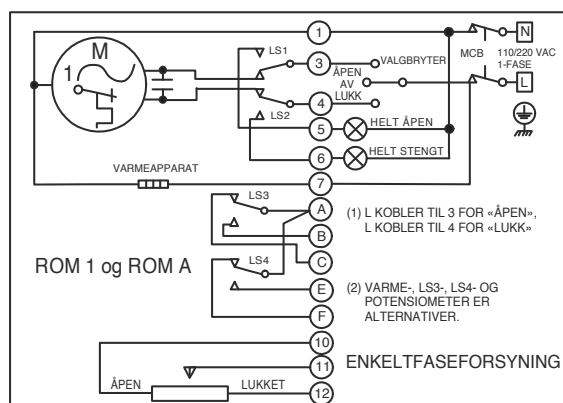 M
1
LS1
LS2
1
3
4
5
6
7
VALGBRYTER
ÅPEN
AV
LUKK
MCB
N
110/220 VAC
1-FASE
L
HELT ÅPEN
HELT STENGT
VARMEAPPARAT
LS3
A
B
C
LS4
E
F
(1) L KOBLER TIL 3 FOR «ÅPEN»,
L KOBLER TIL 4 FOR «LUKK»
ROM 1 og ROM A
(2) VARME-, LS3-, LS4- OG
POTENSIOMETER ER
ALTERNATIVER.
10
11
12
ENKELTFASEFORSYNING
ÅPEN
LUKKET